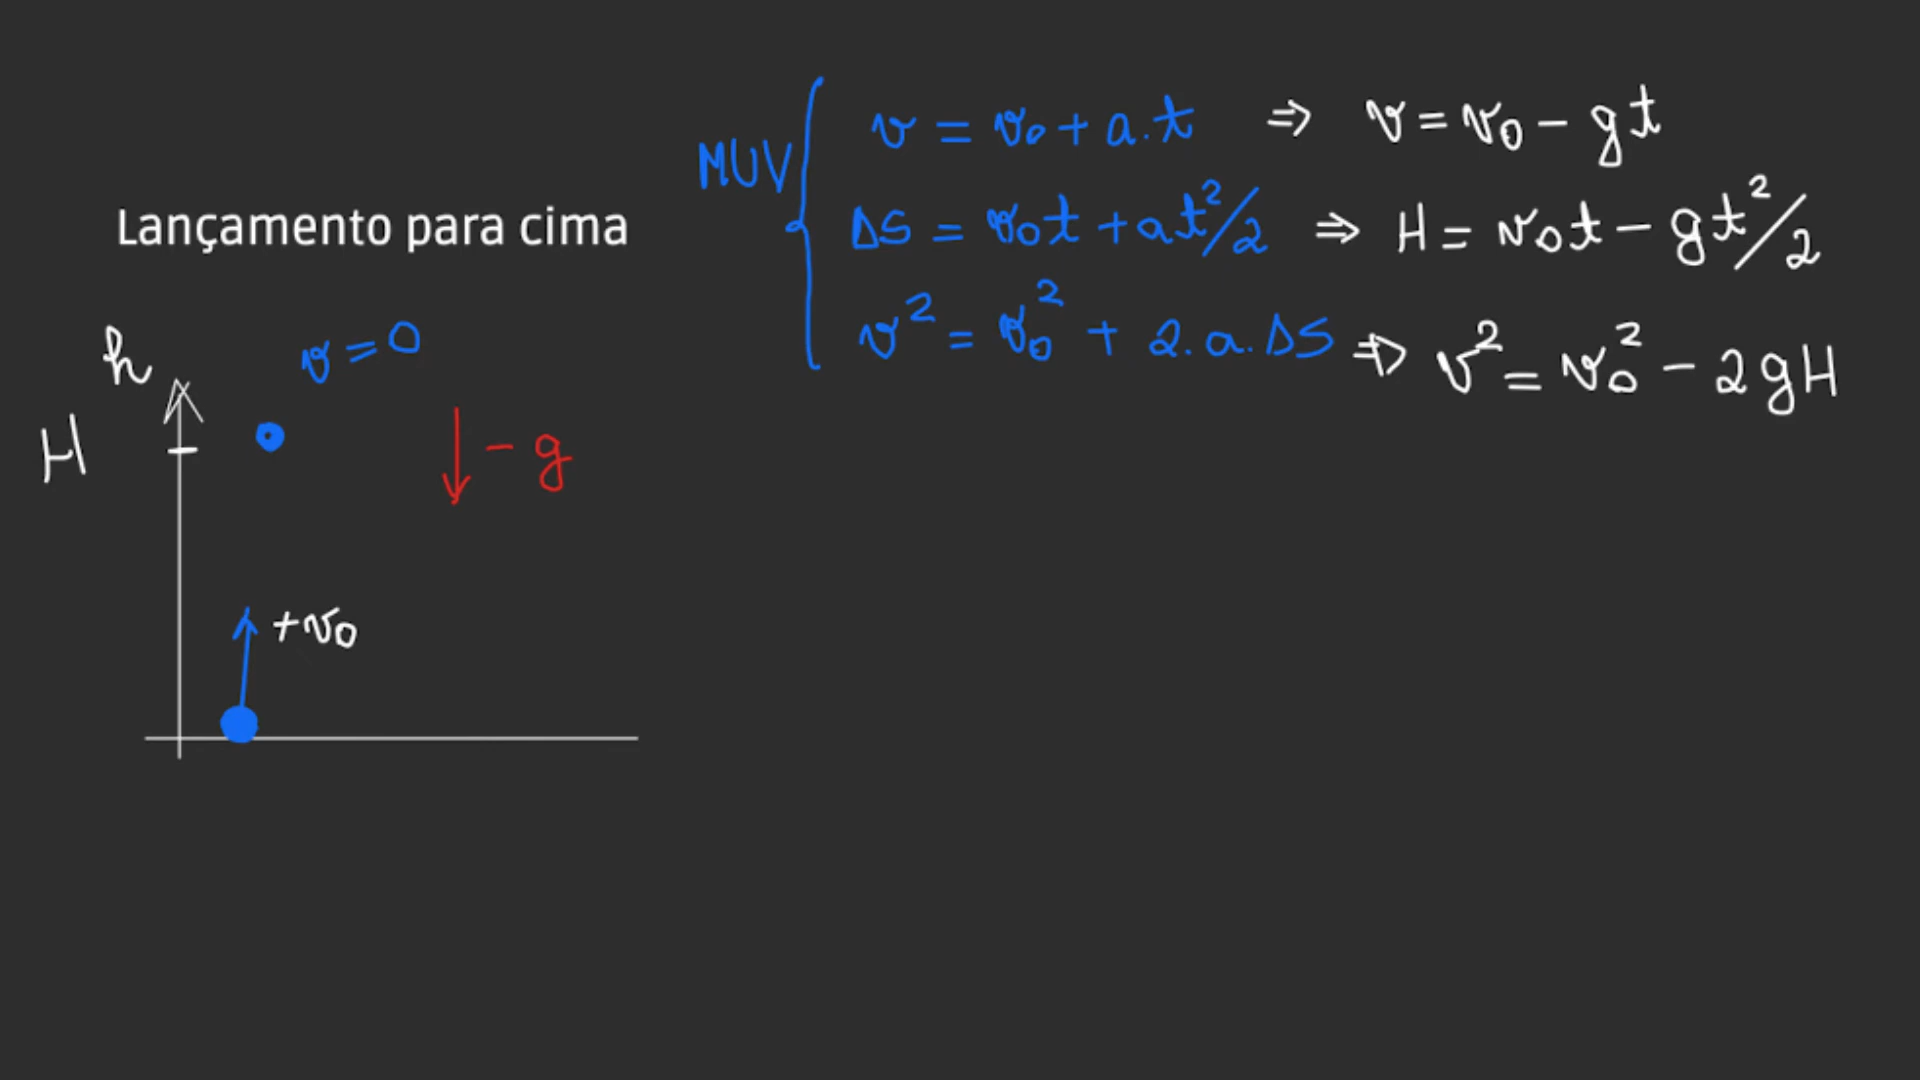 Lançamento para cima
h
v = 0
H
- g
+v₀
MUV
v = v₀ + a.t ⇒ v = v₀ - gt
ΔS = v₀t + at²/2 ⇒ H = v₀t - gt²/2
v² = v₀² + 2.a.ΔS ⇒ v² = v₀² - 2gH